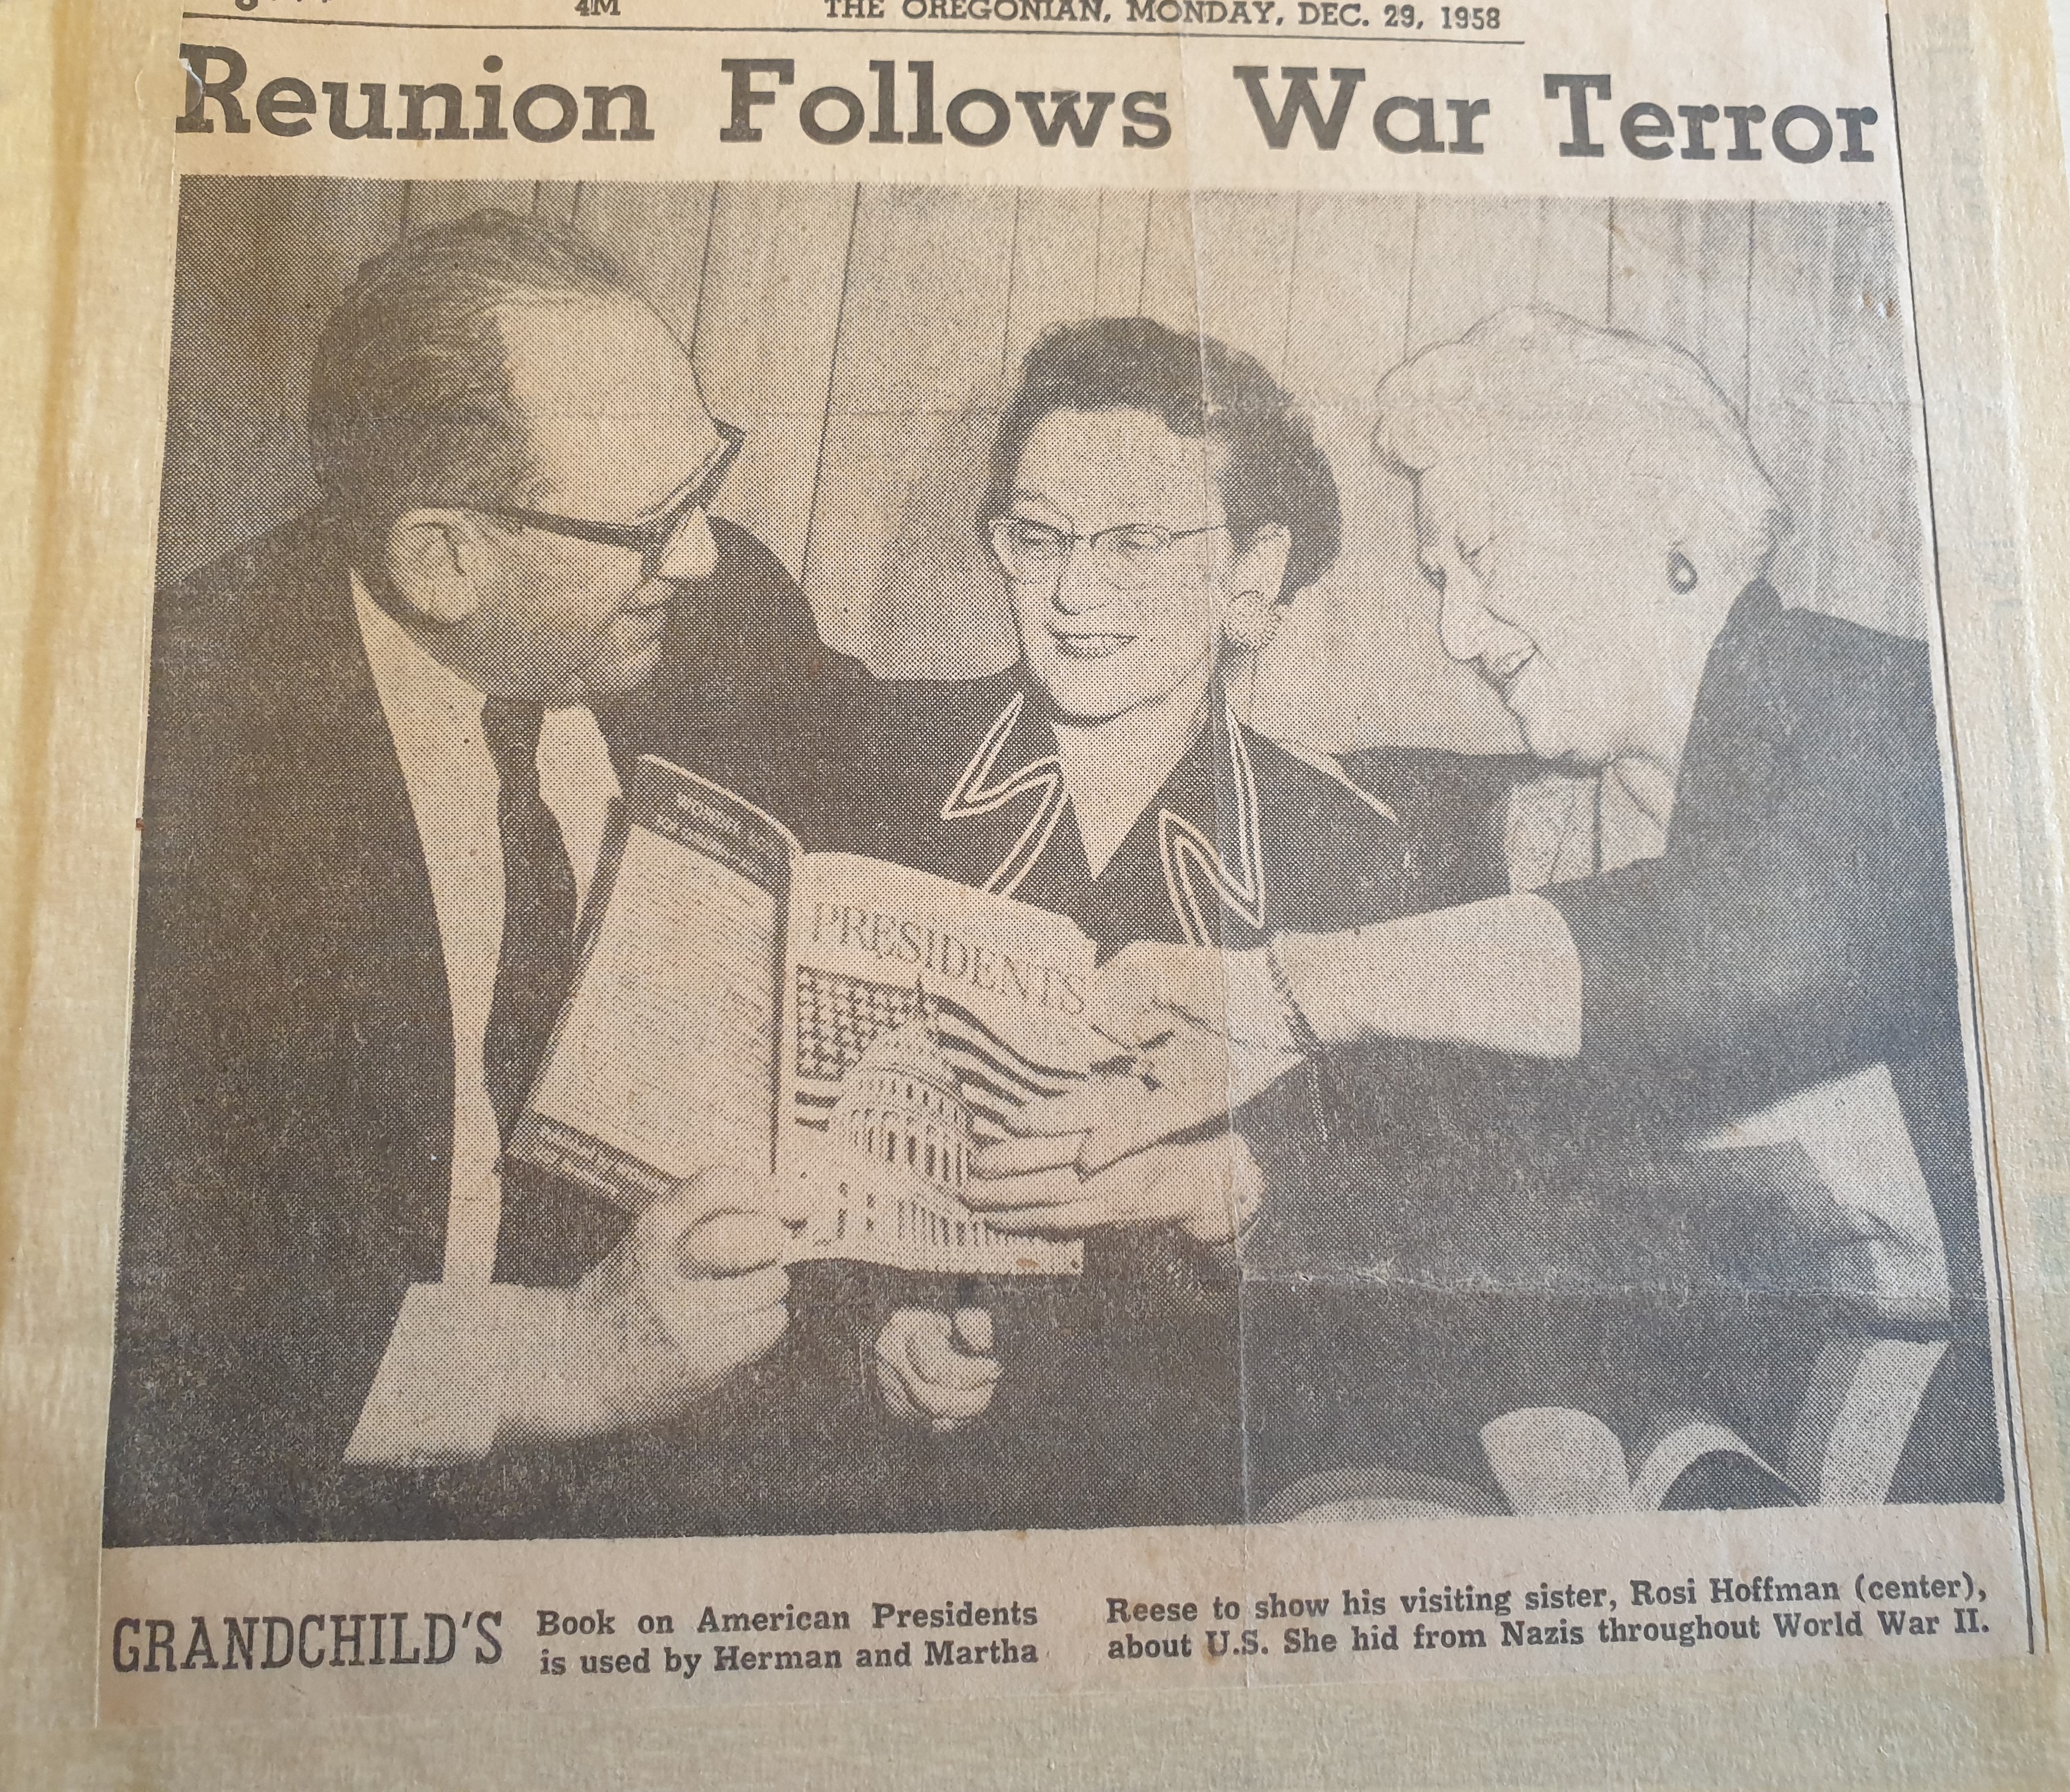 4M THE OREGONIAN, MONDAY, DEC. 29, 1958
Reunion Follows War Terror
PRESIDENTS
GRANDCHILD'S
Book on American Presidents
is used by Herman and Martha
Reese to show his visiting sister, Rosi Hoffman (center),
about U.S. She hid from Nazis throughout World War II.